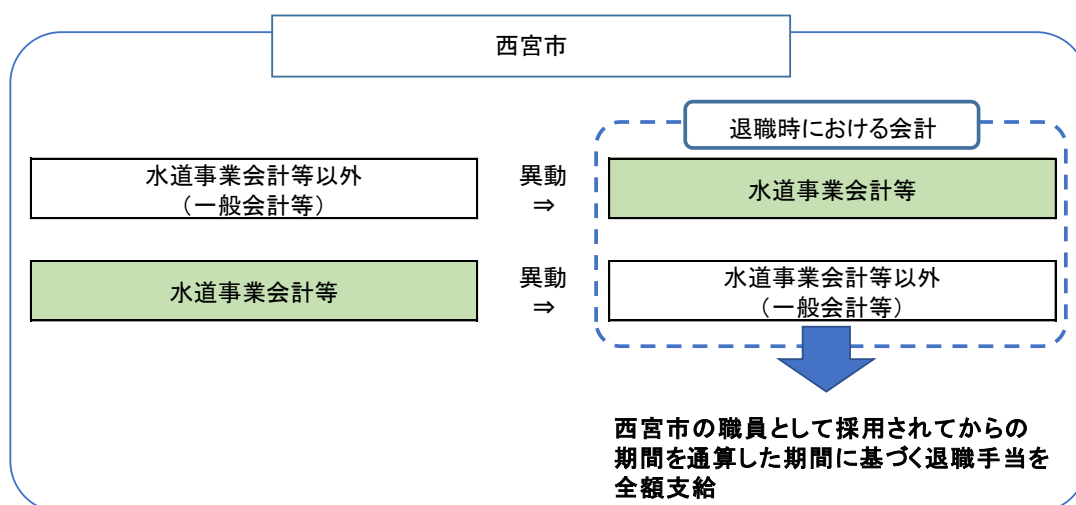 西宮市
退職時における会計
水道事業会計等以外
（一般会計等）
異動
⇒
水道事業会計等
水道事業会計等
異動
⇒
水道事業会計等以外
（一般会計等）
西宮市の職員として採用されてからの
期間を通算した期間に基づく退職手当を
全額支給